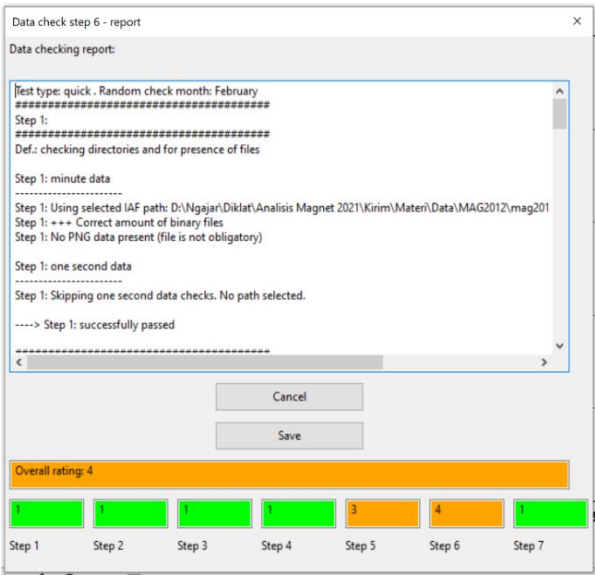 Data check step 6 - report
Data checking report:
Test type: quick . Random check month: February
#######################################
Step 1:
#######################################
Def.: checking directories and for presence of files
Step 1: minute data
-----------------------
Step 1: Using selected IAF path: D:\Ngajar\Diklat\Analisis Magnet 2021\Kirim\Materi\Data\MAG2012\mag201
Step 1: +++ Correct amount of binary files
Step 1: No PNG data present (file is not obligatory)
Step 1: one second data
-----------------------
Step 1: Skipping one second data checks. No path selected.
----> Step 1: successfully passed
#######################################
Cancel
Save
Overall rating: 4
1 1 1 1 3 4 1
Step 1 Step 2 Step 3 Step 4 Step 5 Step 6 Step 7